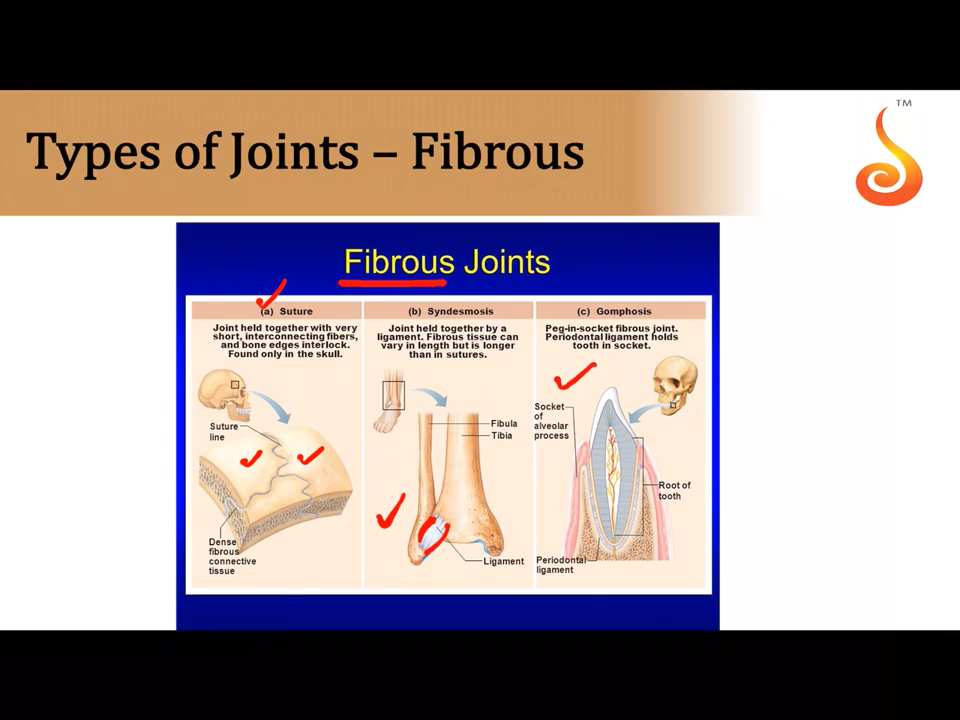 Types of Joints – Fibrous
TM
Fibrous Joints
(a) Suture
Joint held together with very
short, interconnecting fibers,
and bone edges interlock.
Found only in the skull.
Suture
line
Dense
fibrous
connective
tissue
(b) Syndesmosis
Joint held together by a
ligament. Fibrous tissue can
vary in length but is longer
than in sutures.
Fibula
Tibia
Ligament
(c) Gomphosis
Peg-in-socket fibrous joint.
Periodontal ligament holds
tooth in socket.
Socket
of
alveolar
process
Root of
tooth
Periodontal
ligament